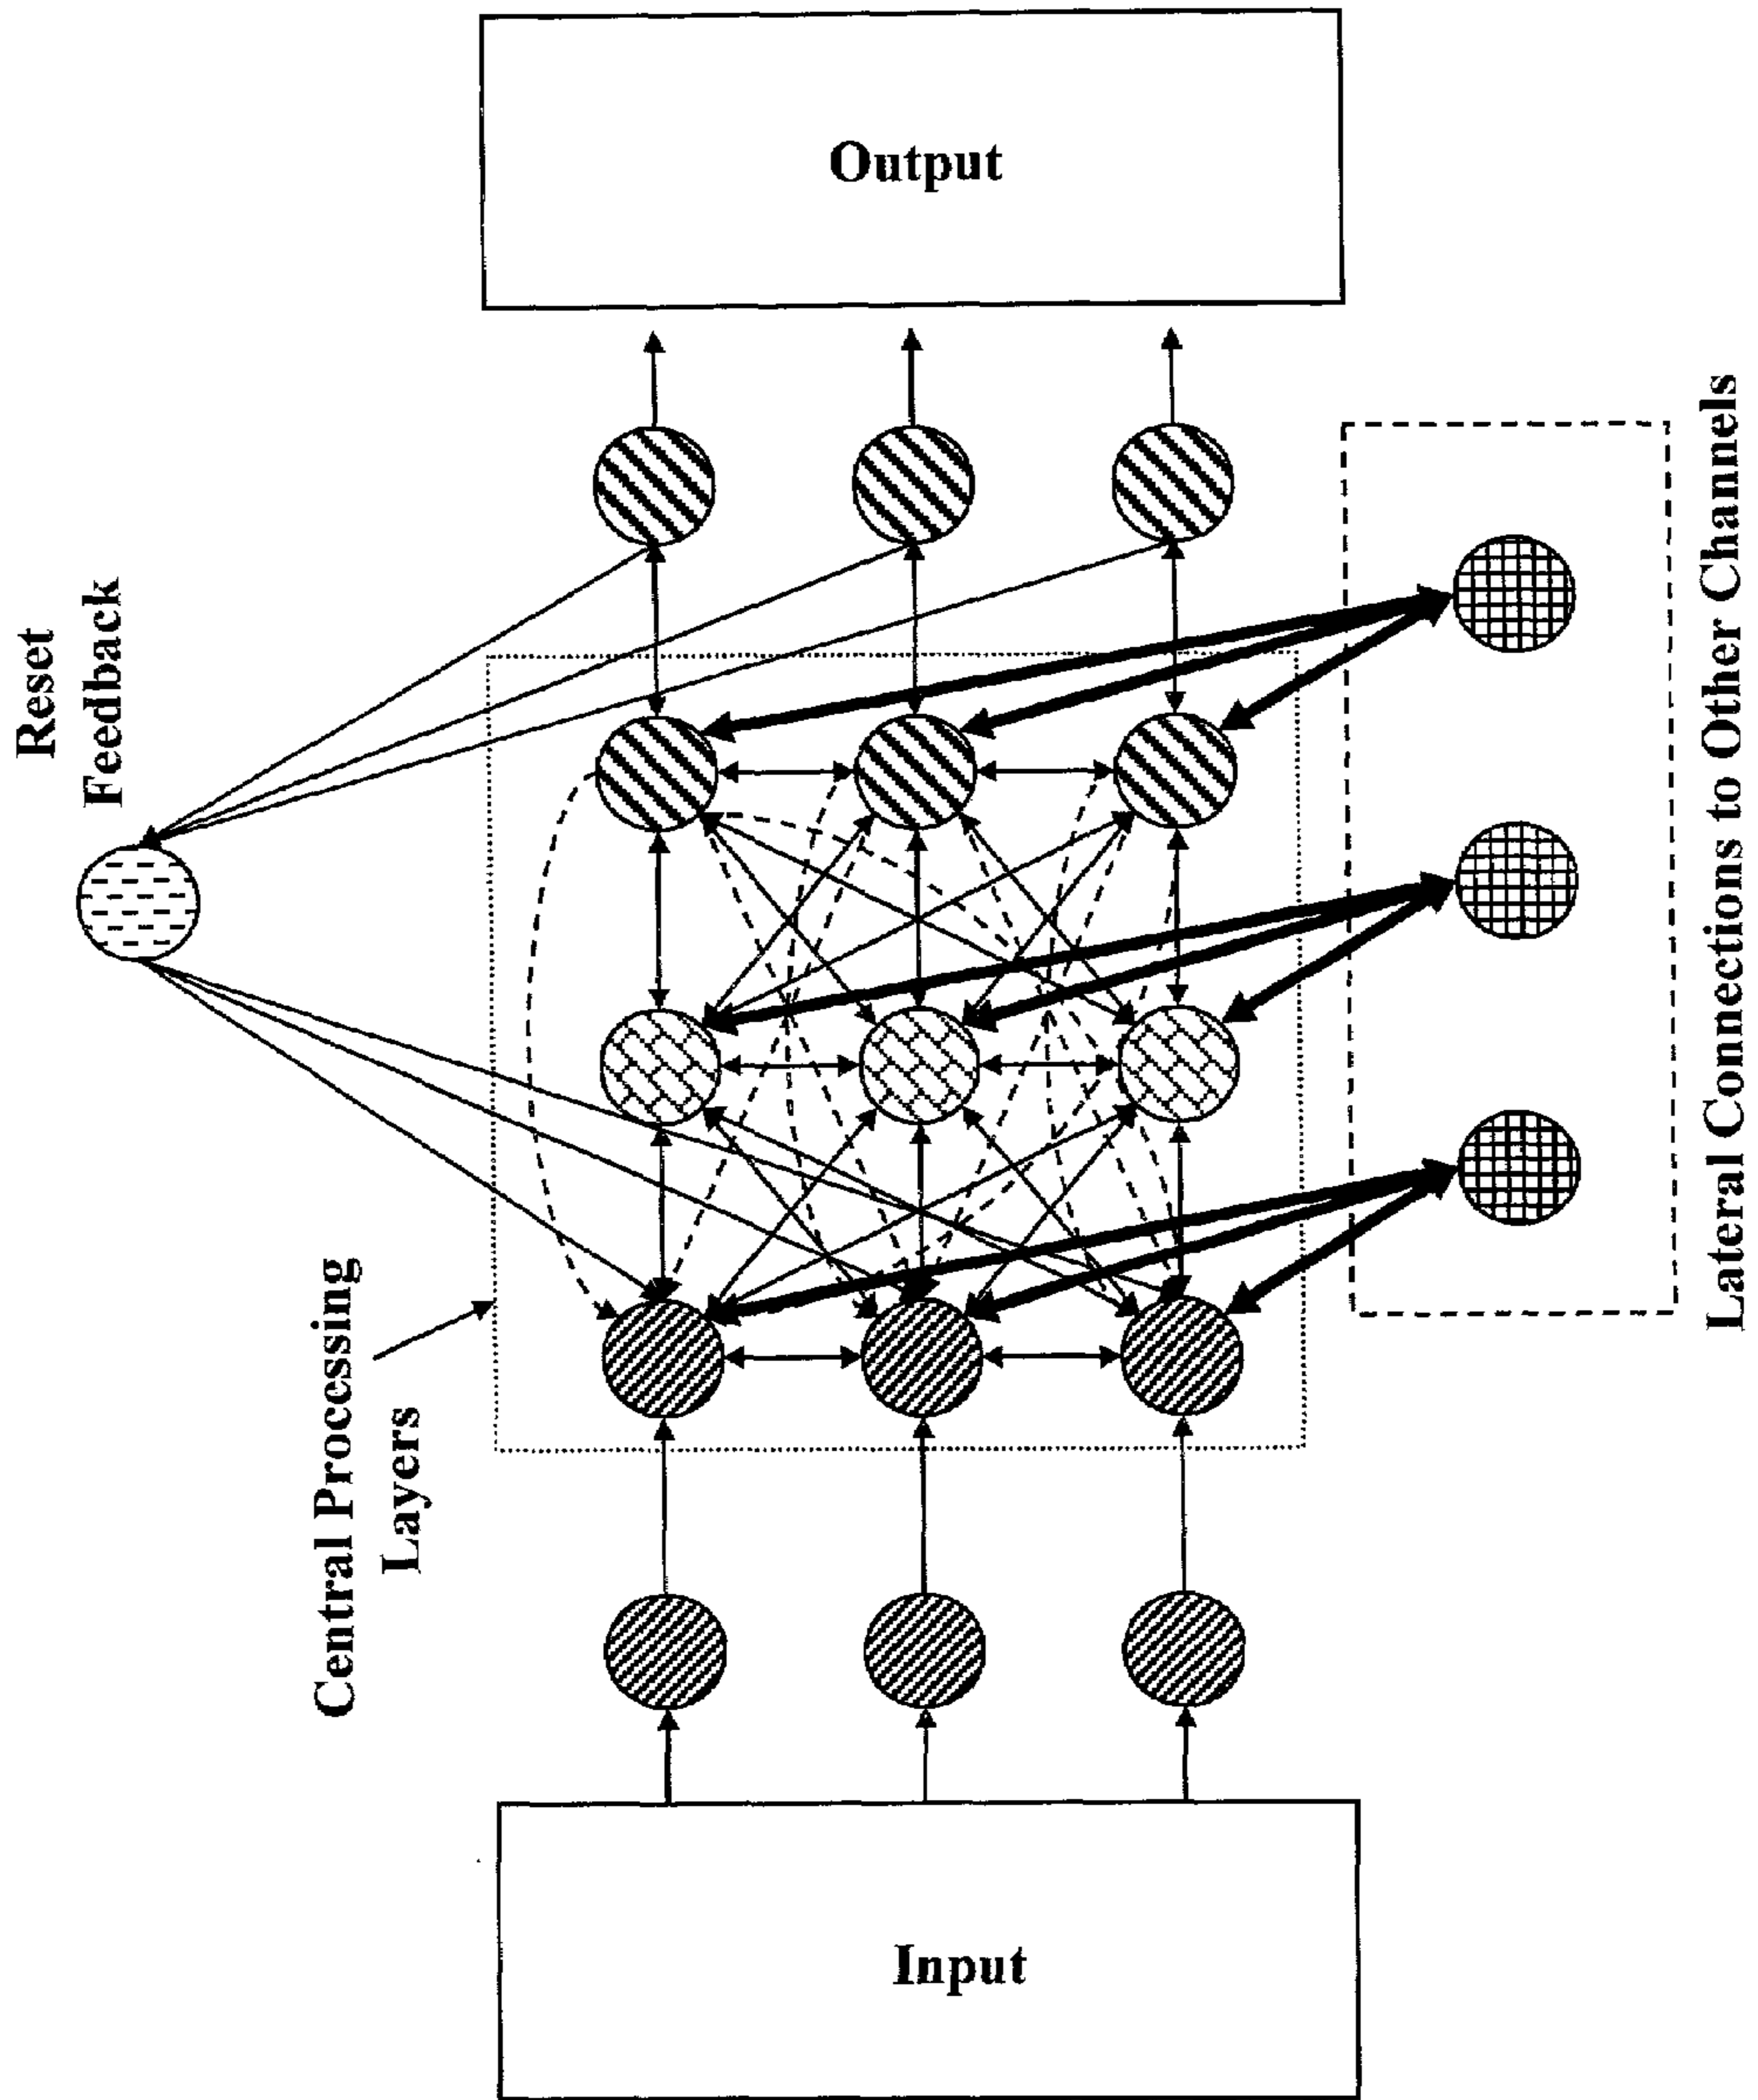 Output
Reset
Feedback
Lateral Connections to Other Channels
Central Processing
Layers
Input